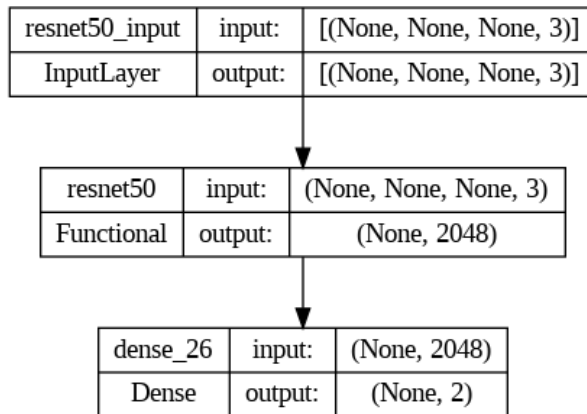 resnet50_input input: [(None, None, None, 3)]
InputLayer output: [(None, None, None, 3)]
resnet50 input: (None, None, None, 3)
Functional output: (None, 2048)
dense_26 input: (None, 2048)
Dense output: (None, 2)